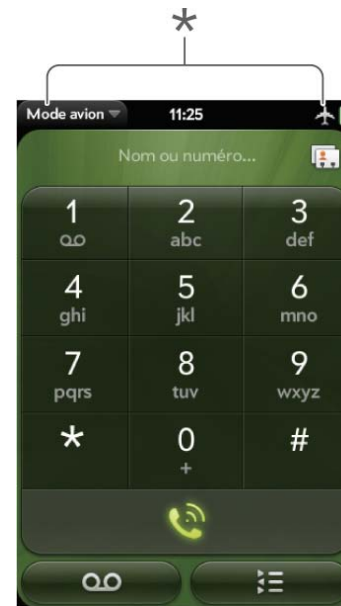 *
Mode avion 11:25
Nom ou numéro...
1 2 3
abc def
4 5 6
ghi jkl mno
7 8 9
pqrs tuv wxyz
* 0 #
+